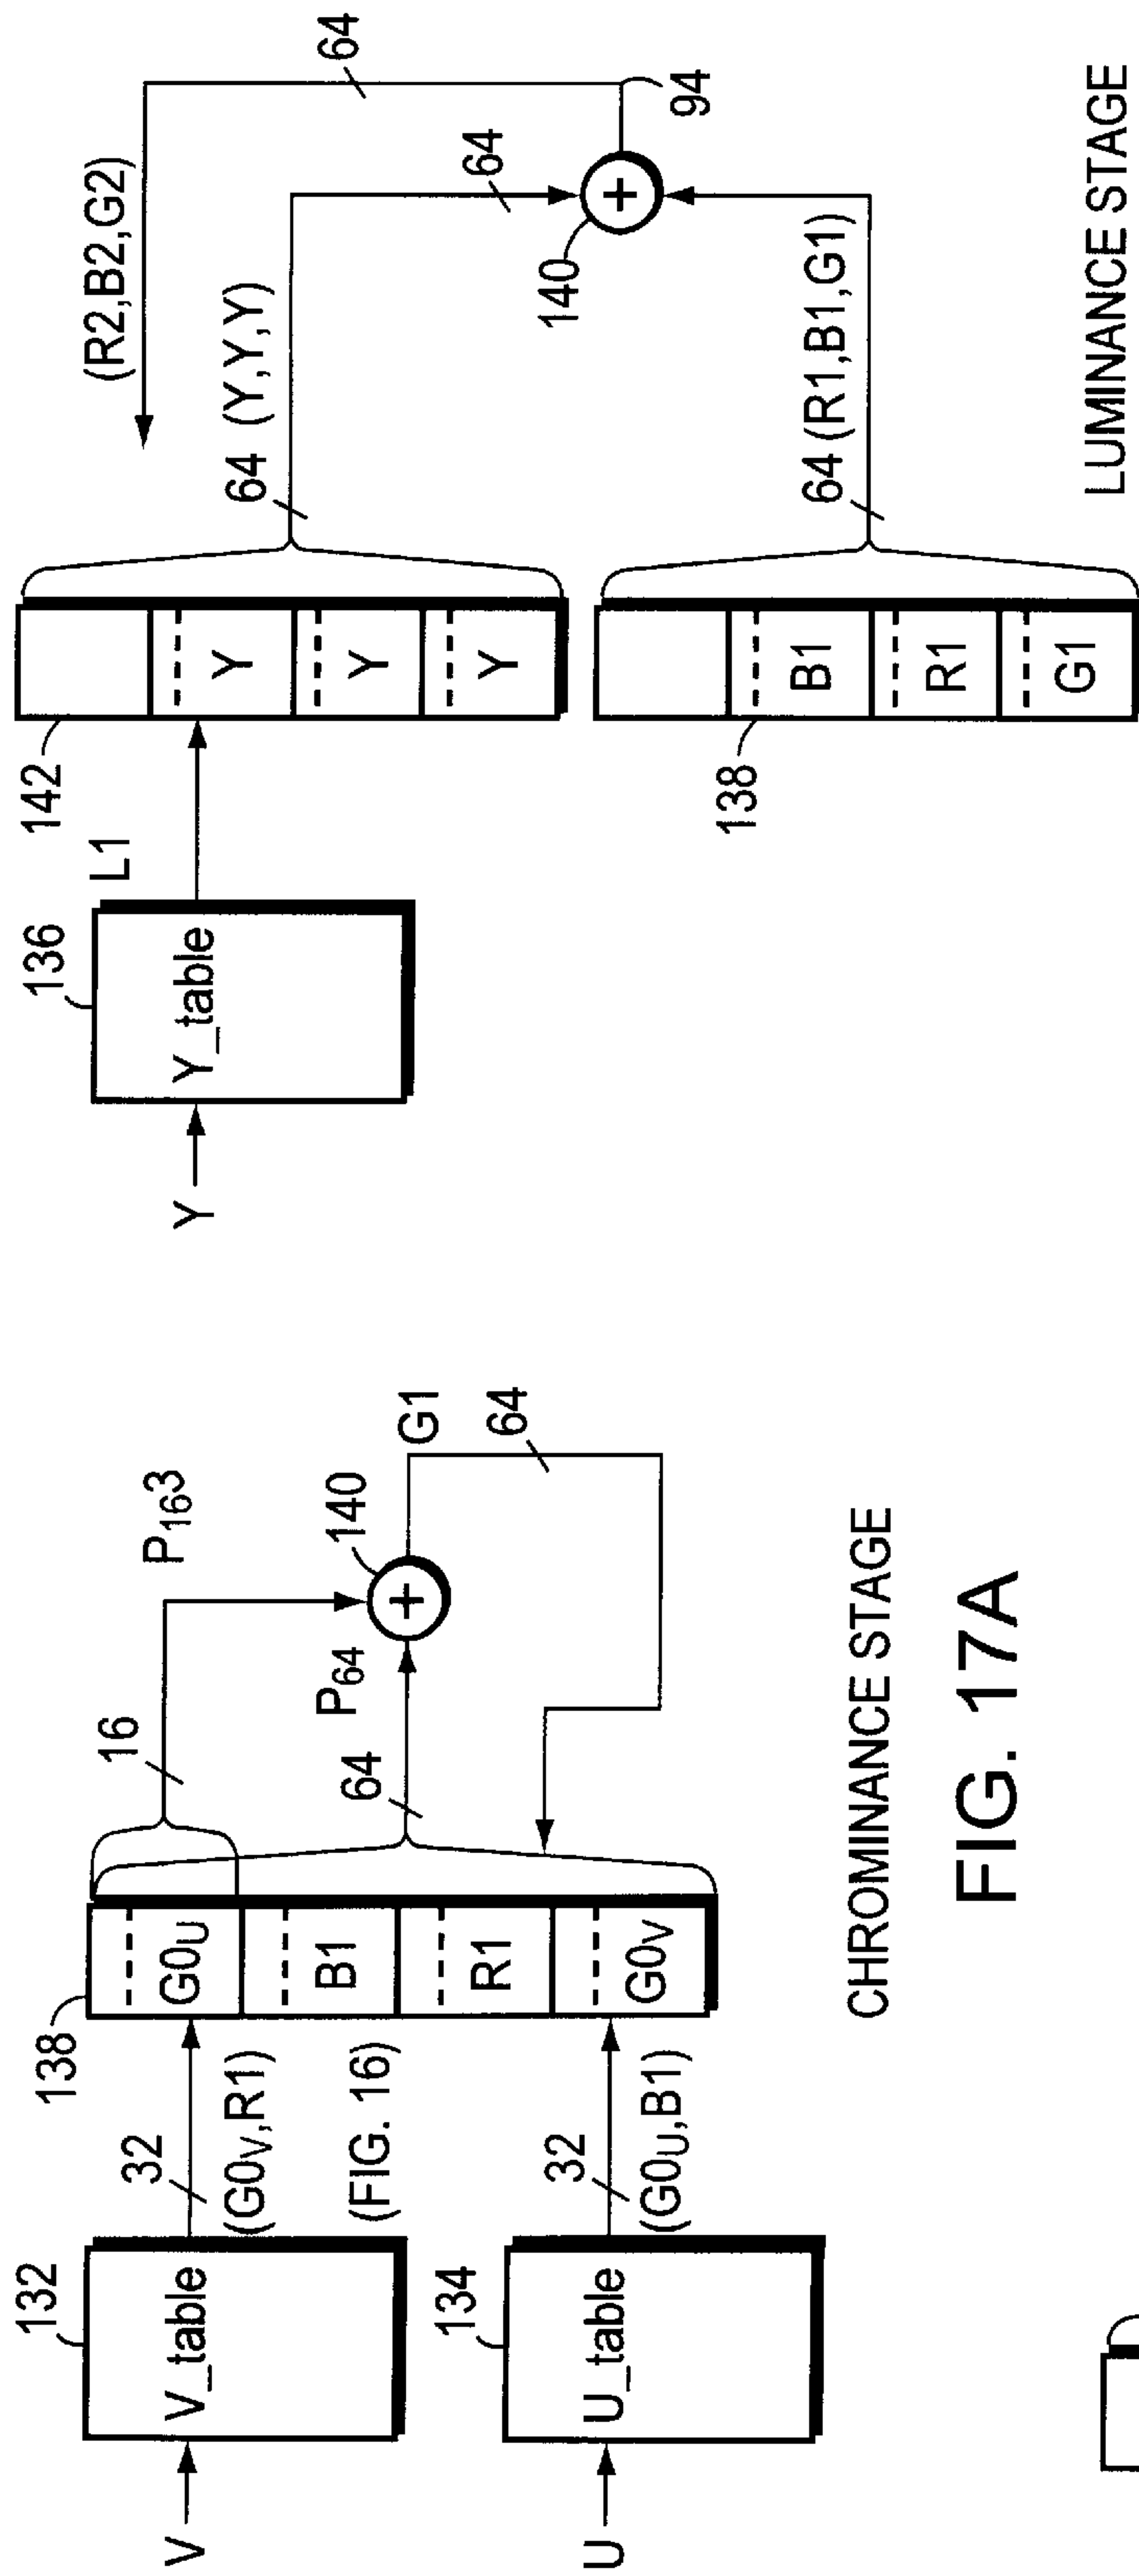 V
132
V_table
32
(G0V,R1)
(FIG. 16)
U
134
U_table
32
(G0U,B1)
138
G0U
B1
R1
G0V
16
64
P64
P163
140
+
G1
64
CHROMINANCE STAGE
FIG. 17A
Y
136
Y_table
L1
142
Y
Y
Y
138
B1
R1
G1
64 (Y,Y,Y)
64 (R1,B1,G1)
(R2,B2,G2)
64
64
140
+
94
LUMINANCE STAGE